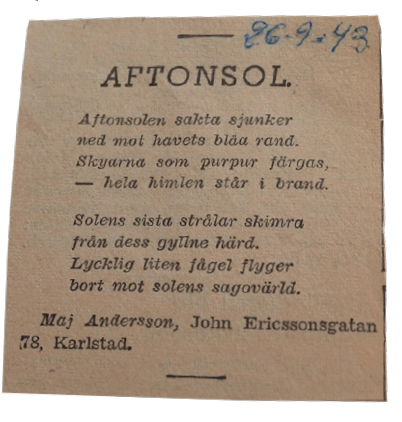 26.9.43
AFTONSOL.
Aftonsolen sakta sjunker
ned mot havets blåa rand.
Skyarna som purpur färgas,
— hela himlen står i brand.
Solens sista strålar skimra
från dess gyllne härd.
Lycklig liten fågel flyger
bort mot solens sagovärld.
Maj Andersson, John Ericssonsgatan
78, Karlstad.